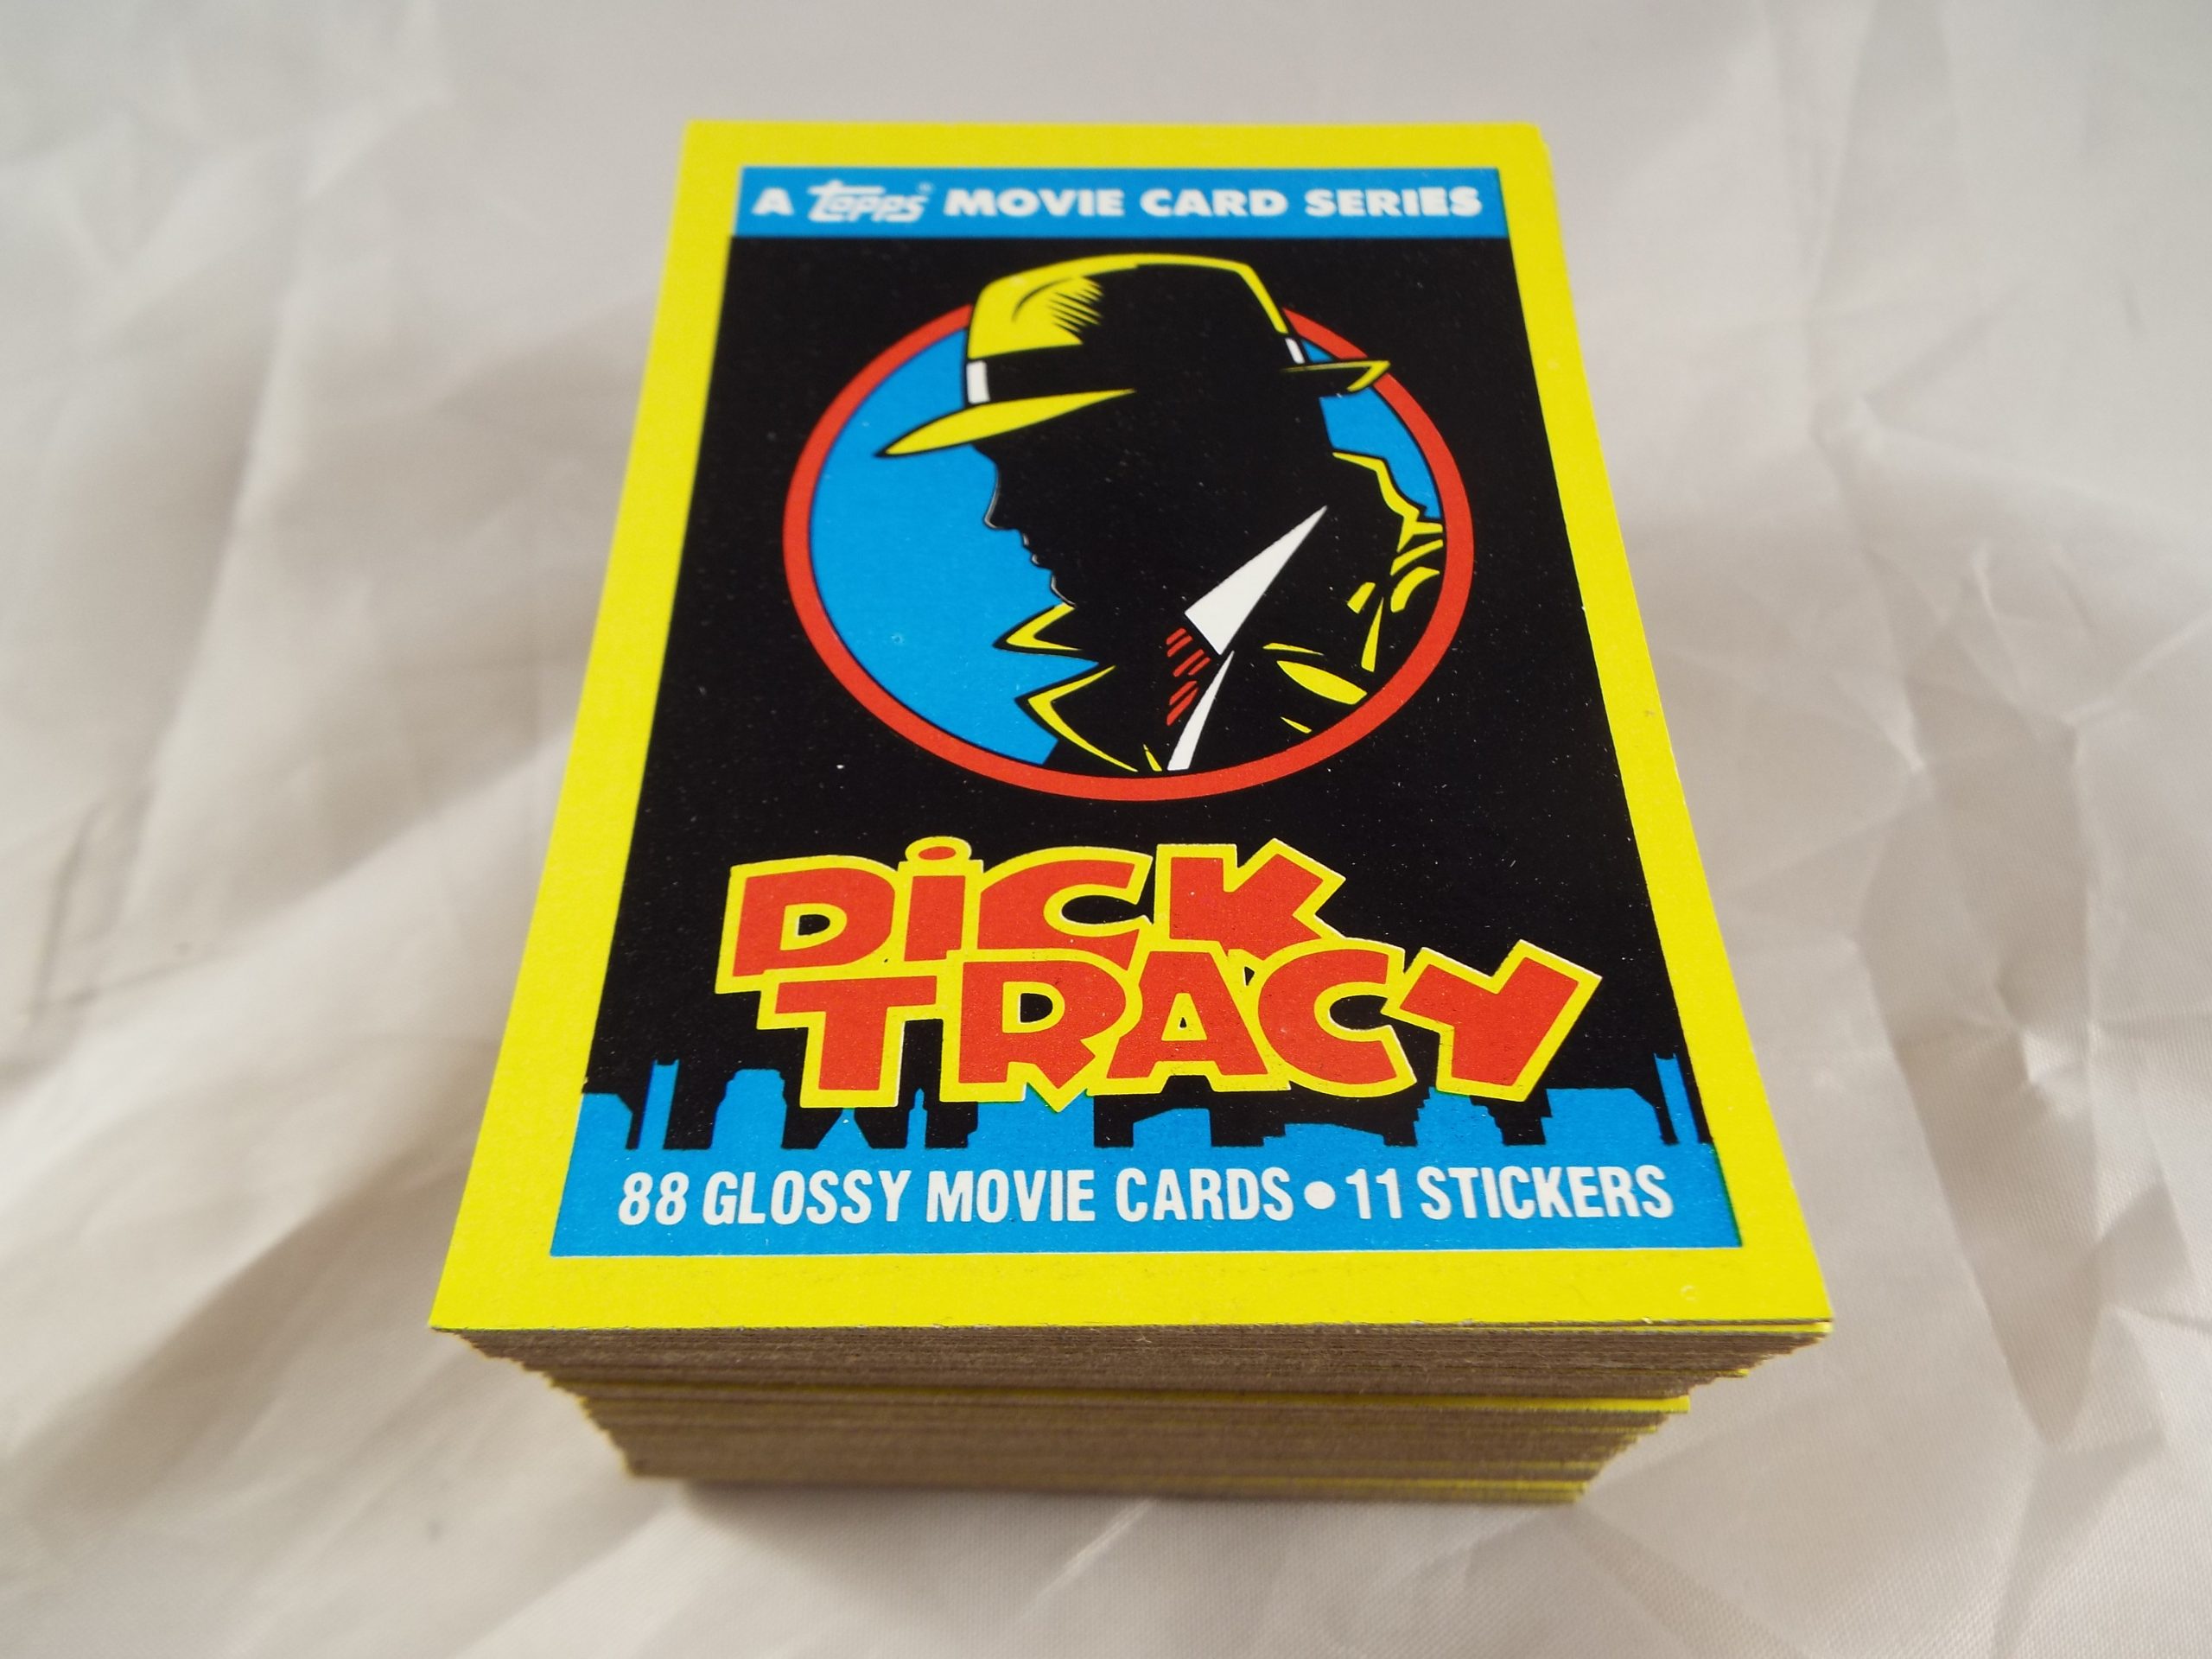 A Topps® MOVIE CARD SERIES
DiCK
TRACY
88 GLOSSY MOVIE CARDS • 11 STICKERS